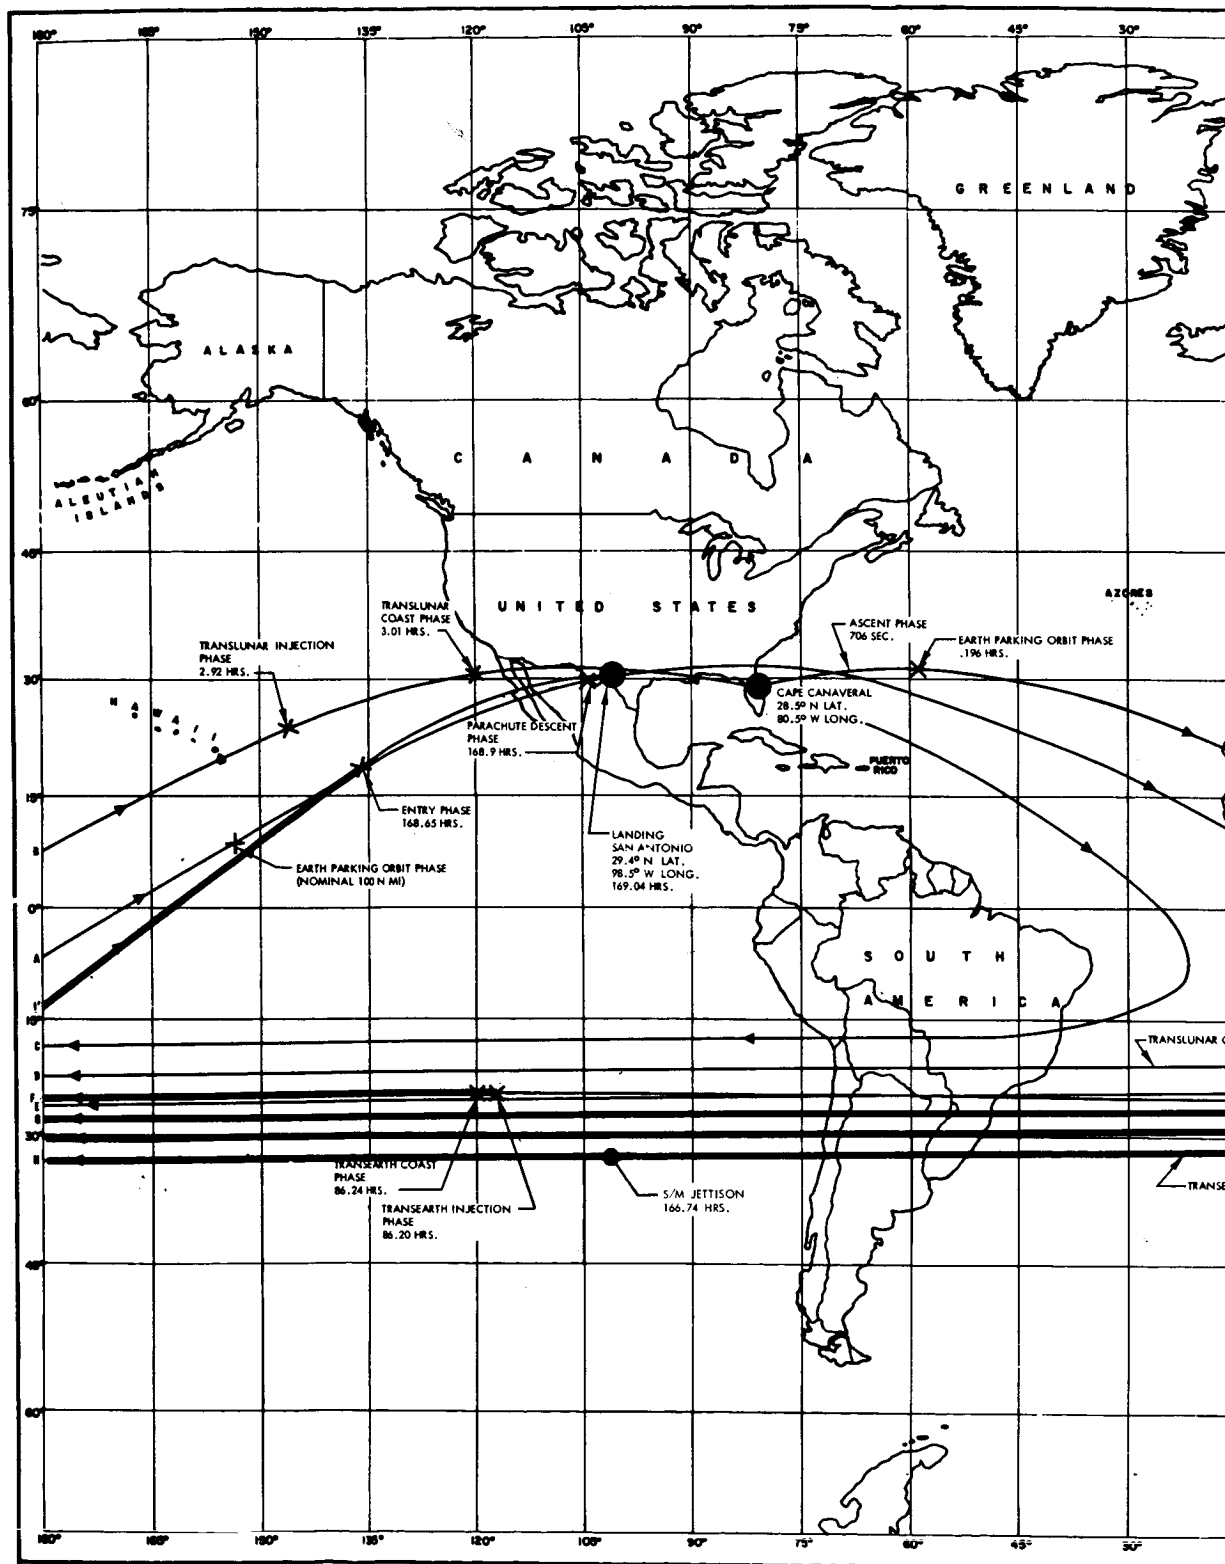 180° 165° 150° 135° 120° 105° 90° 75° 60° 45° 30°
GREENLAND
75°
ALASKA
60°
CANADA
ALEUTIAN
ISLANDS
45°
AZORES
UNITED STATES
TRANSLUNAR
COAST PHASE
3.01 HRS.
ASCENT PHASE
706 SEC.
EARTH PARKING ORBIT PHASE
.196 HRS.
TRANSLUNAR INJECTION
PHASE
2.92 HRS.
30°
HAWAII
CAPE CANAVERAL
28.5° N LAT.
80.5° W LONG.
PARACHUTE DESCENT
PHASE
168.9 HRS.
PUERTO
RICO
15°
ENTRY PHASE
168.65 HRS.
LANDING
SAN ANTONIO
29.4° N LAT.
98.5° W LONG.
169.04 HRS.
B
EARTH PARKING ORBIT PHASE
(NOMINAL 100 N MI)
0°
A
SOUTH
AMERICA
15°
C
TRANSLUNAR
D
F
E
30°
H
TRANSEARTH COAST
PHASE
86.24 HRS.
TRANSEARTH INJECTION
PHASE
86.20 HRS.
S/M JETTISON
166.74 HRS.
TRANSE
45°
60°
180° 150° 135° 120° 105° 90° 75° 60° 45° 30°